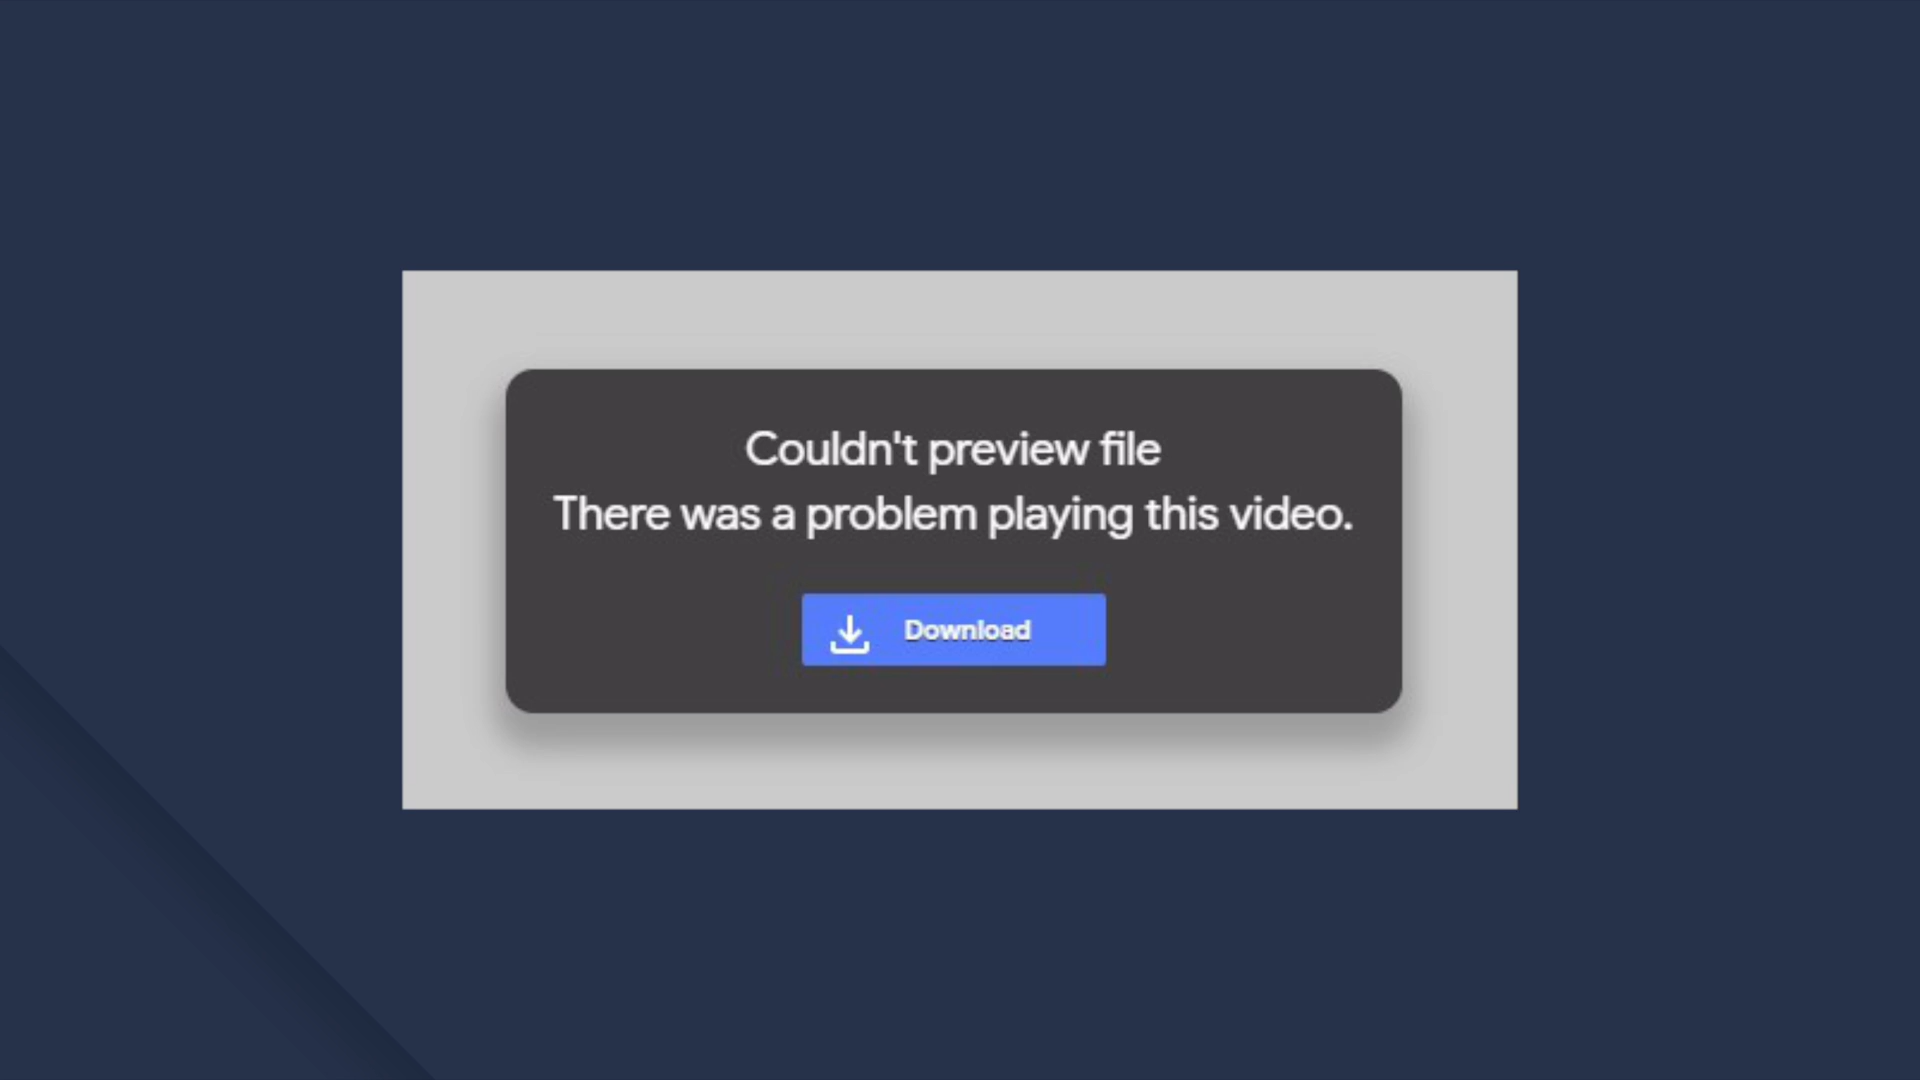 Couldn't preview file
There was a problem playing this video.
Download